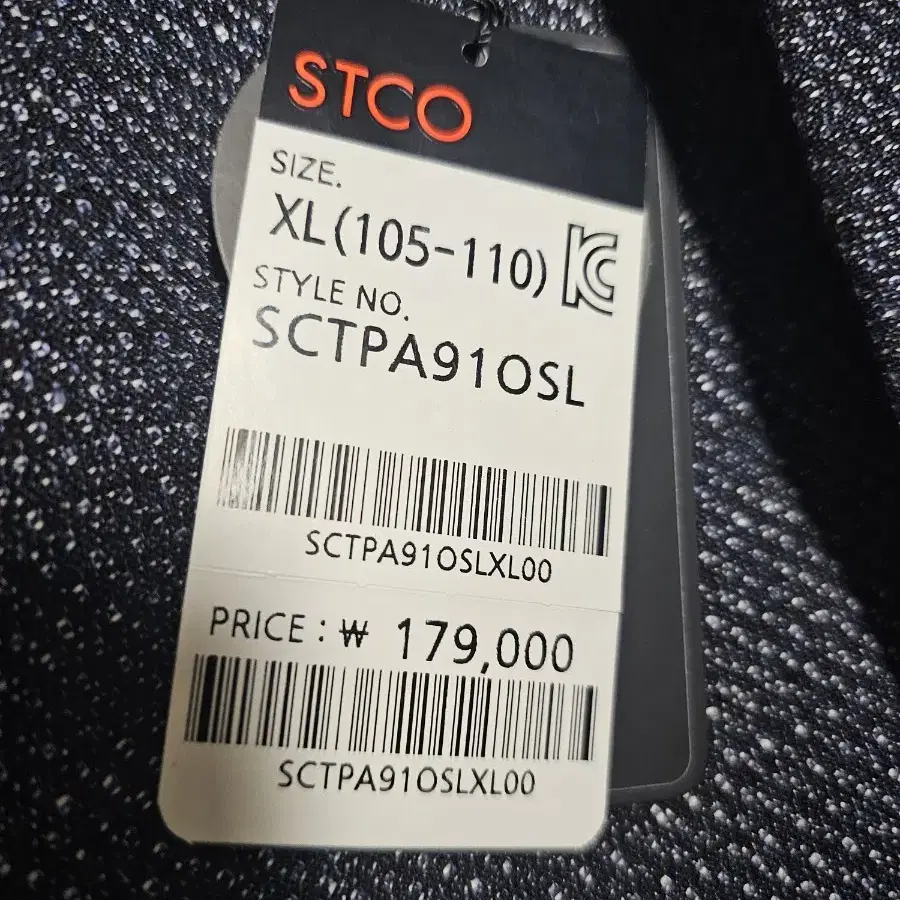 STCO
SIZE.
XL(105-110)
STYLE NO.
SCTPA91OSL
SCTPA91OSLXL00
PRICE : ₩ 179,000
SCTPA91OSLXL00